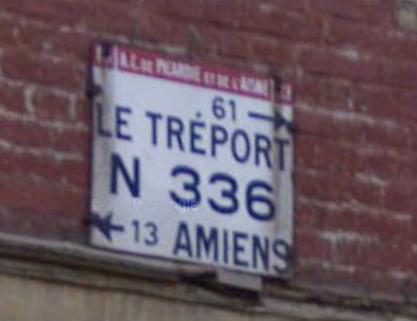 A.C. DE PICARDIE ET DE L'AISNE
61 →
LE TRÉPORT
N 336
← 13 AMIENS